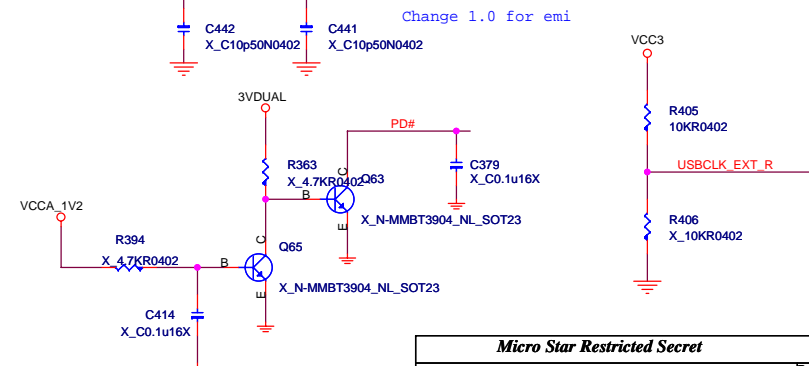 Change 1.0 for emi
C442
X_C10p50N0402
C441
X_C10p50N0402
VCC3
3VDUAL
R405
10KR0402
PD#
USBCLK_EXT_R
R363
X_4.7KR0402
C
Q63
B
E
X_N-MMBT3904_NL_SOT23
C379
X_C0.1u16X
VCCA_1V2
R406
X_10KR0402
R394
X_4.7KR0402
B
C
Q65
E
X_N-MMBT3904_NL_SOT23
C414
X_C0.1u16X
Micro Star Restricted Secret